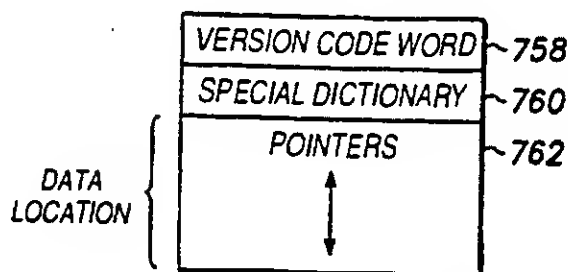 VERSION CODE WORD 758
SPECIAL DICTIONARY 760
POINTERS 762
DATA
LOCATION